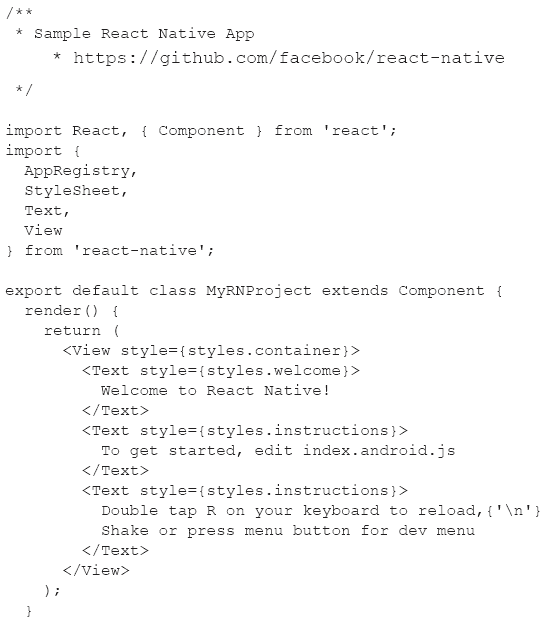 /**
 * Sample React Native App
     * https://github.com/facebook/react-native
 */
import React, { Component } from 'react';
import {
  AppRegistry,
  StyleSheet,
  Text,
  View
} from 'react-native';
export default class MyRNProject extends Component {
  render() {
    return (
      <View style={styles.container}>
        <Text style={styles.welcome}>
          Welcome to React Native!
        </Text>
        <Text style={styles.instructions}>
          To get started, edit index.android.js
        </Text>
        <Text style={styles.instructions}>
          Double tap R on your keyboard to reload,{'\n'}
          Shake or press menu button for dev menu
        </Text>
      </View>
    );
  }